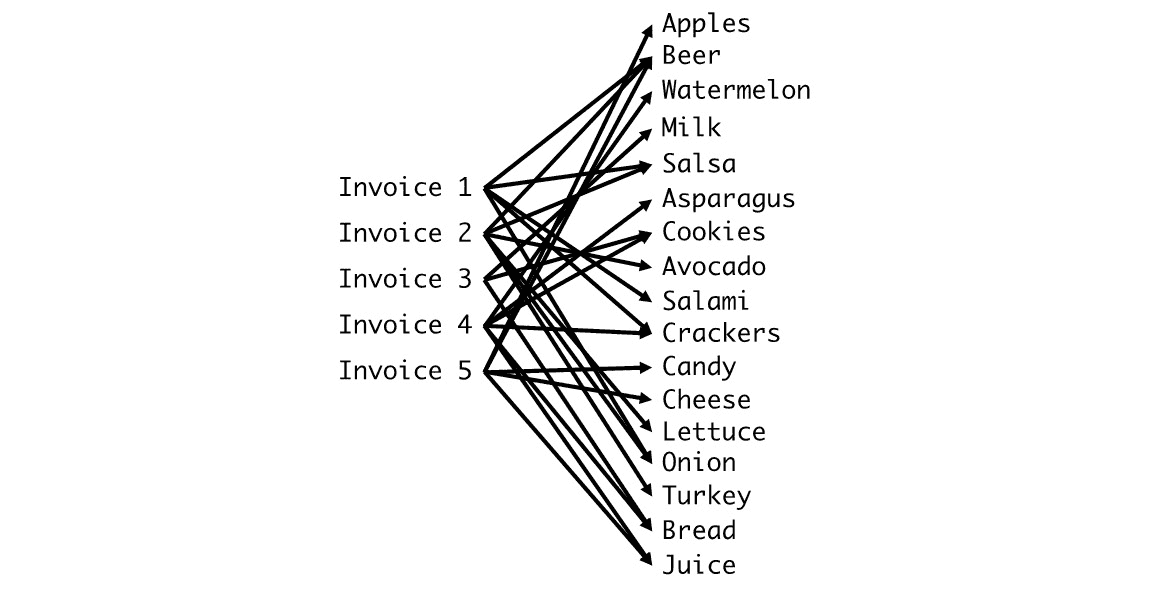 Invoice 1
Invoice 2
Invoice 3
Invoice 4
Invoice 5
Apples
Beer
Watermelon
Milk
Salsa
Asparagus
Cookies
Avocado
Salami
Crackers
Candy
Cheese
Lettuce
Onion
Turkey
Bread
Juice